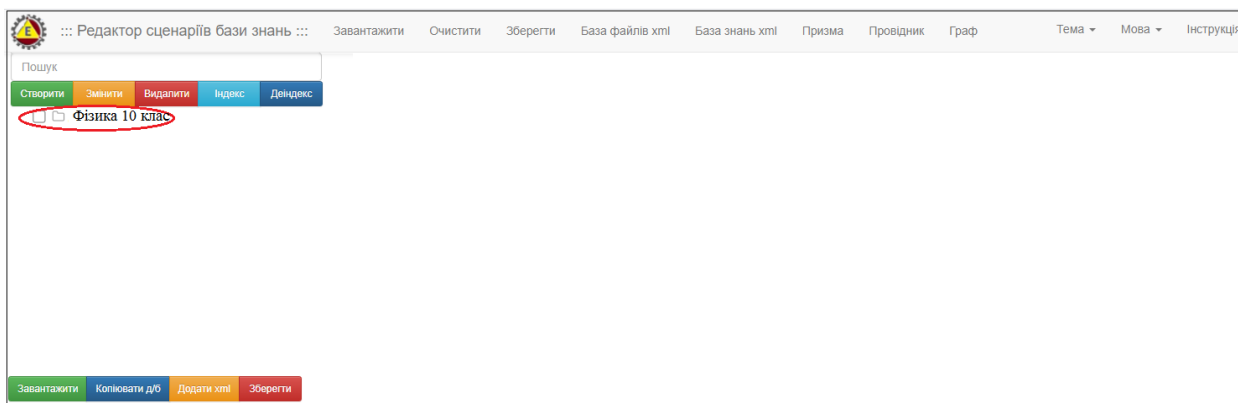 E ::: Редактор сценаріїв бази знань ::: Завантажити Очистити Зберегти База файлів xml База знань xml Призма Провідник Граф Тема Мова Інструкція
Пошук
Створити Змінити Видалити Індекс Деіндекс
Фізика 10 клас
Завантажити Копіювати д/б Додати xml Зберегти